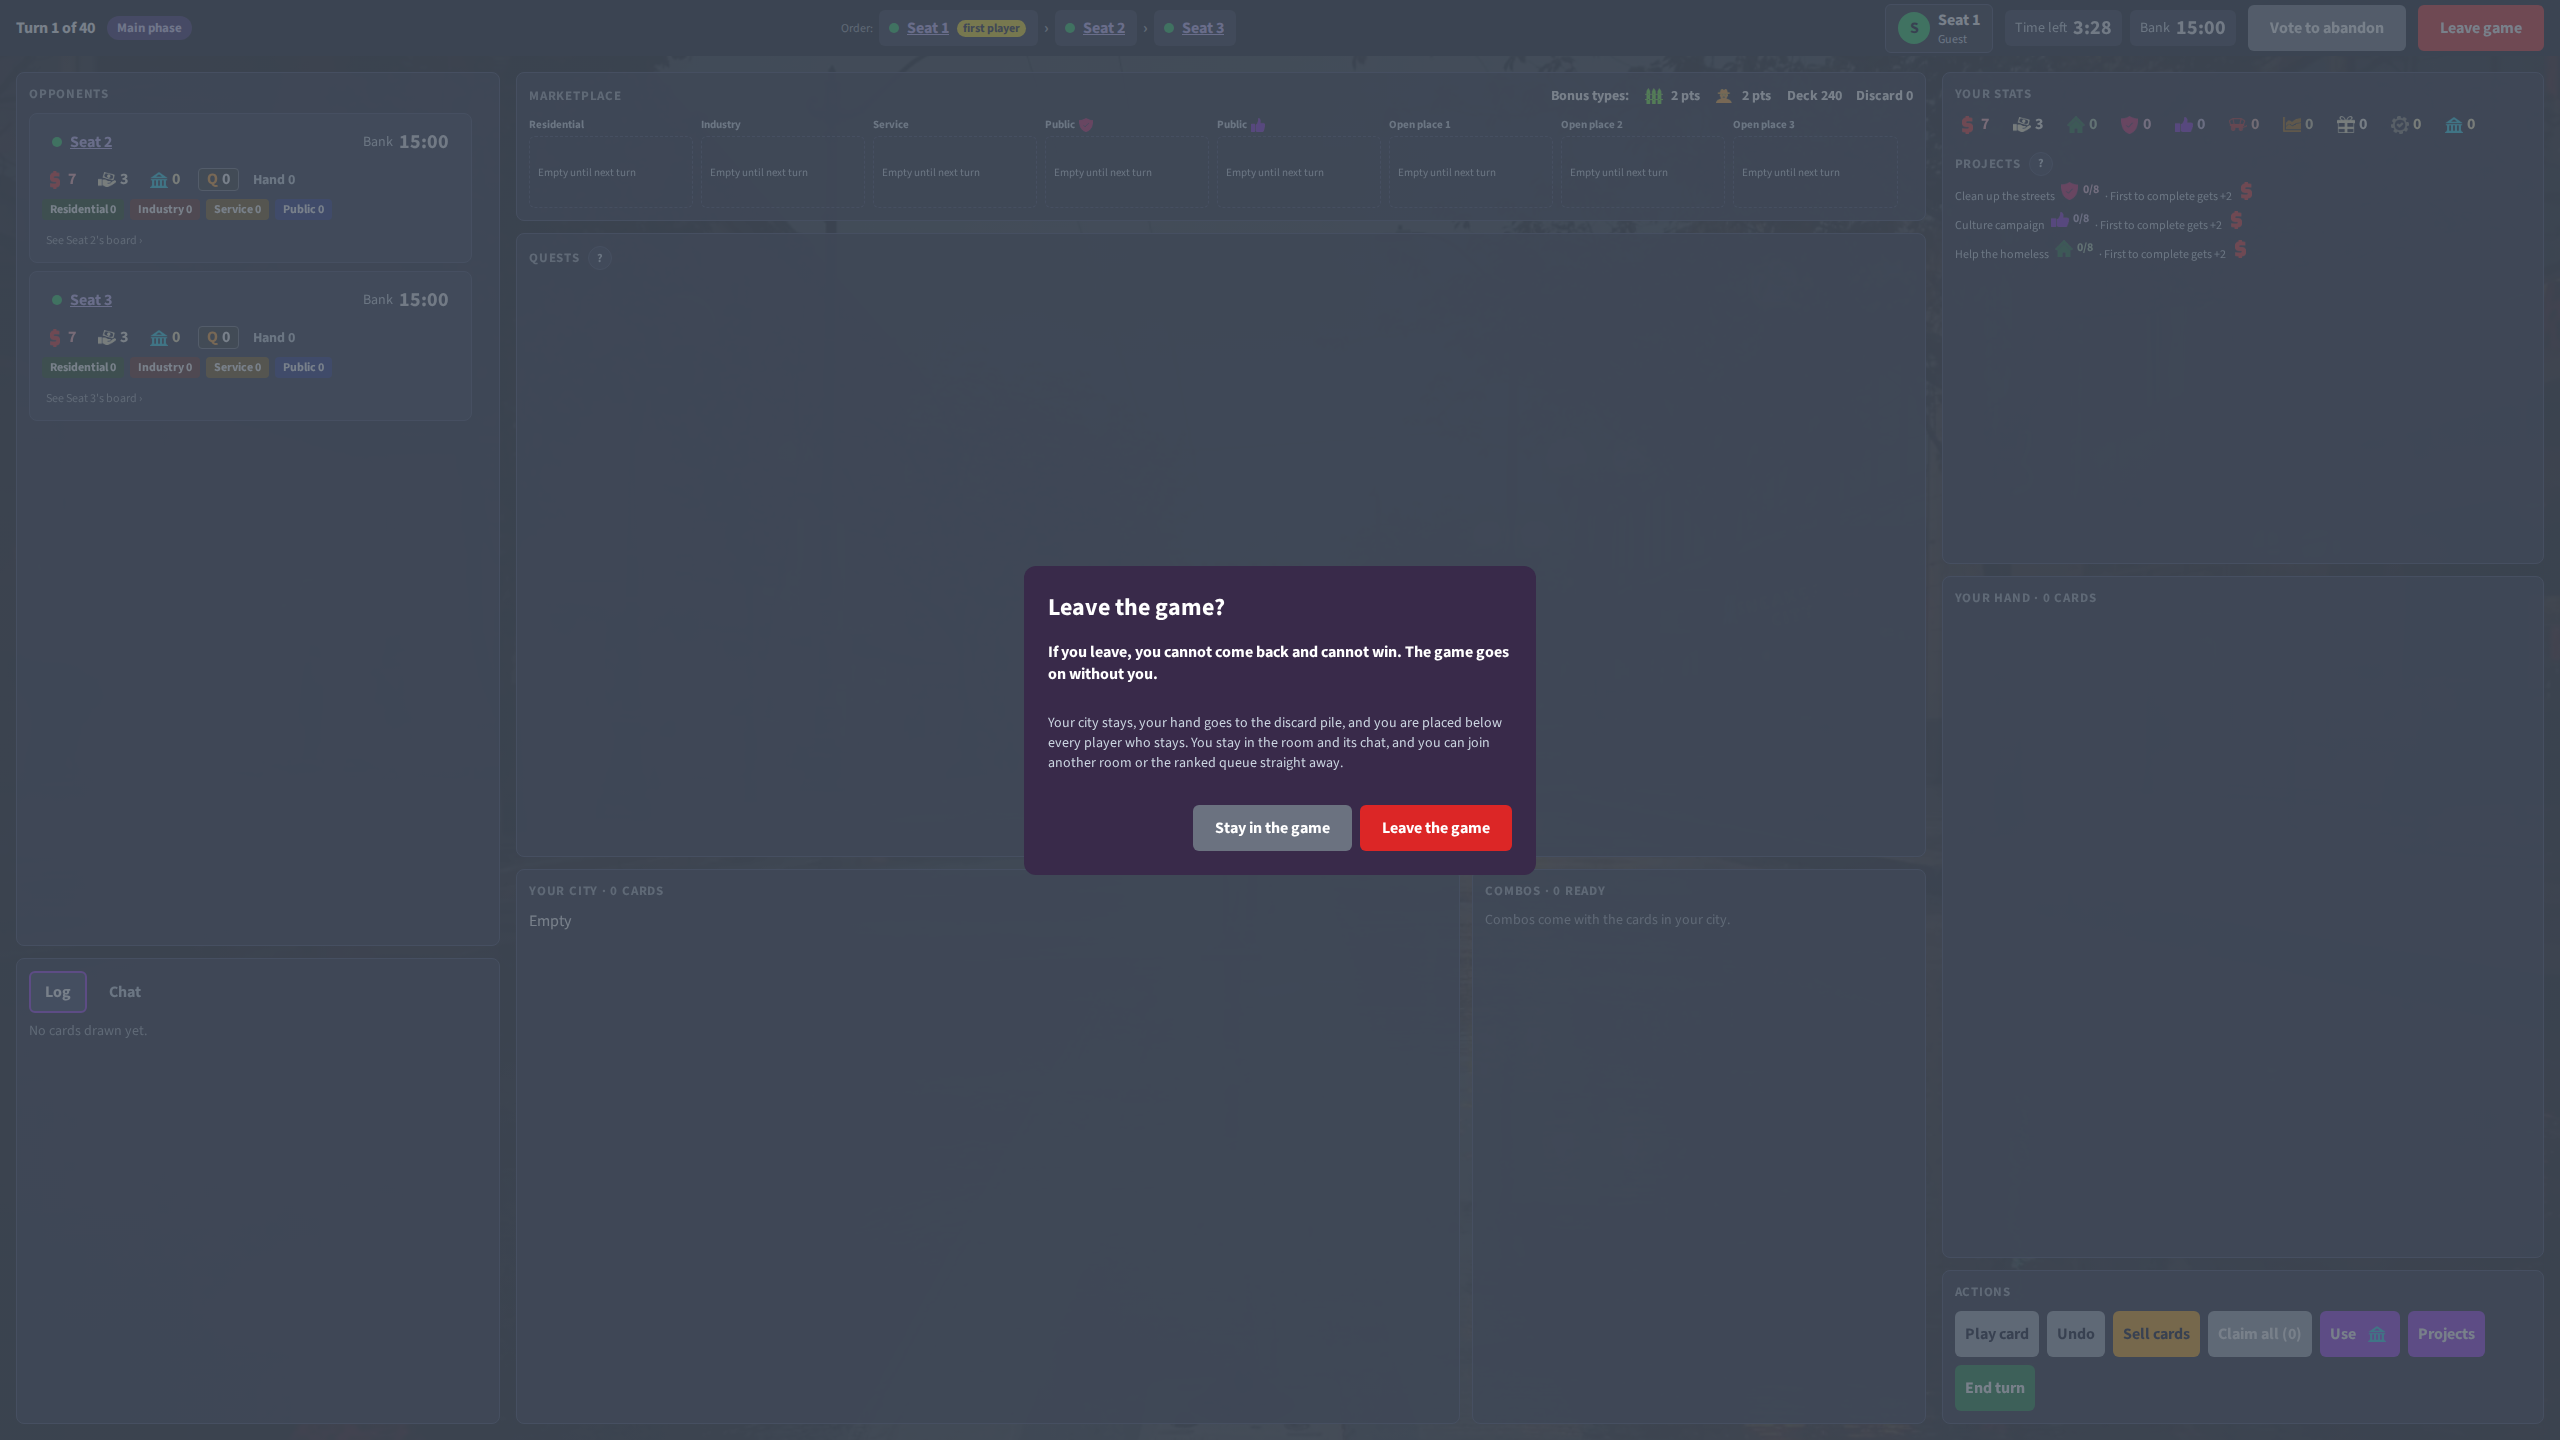 Turn 1 of 40 Main phase
Order: Seat 1 first player › Seat 2 › Seat 3
S Seat 1 Guest Time left 3:28 Bank 15:00 Vote to abandon Leave game
OPPONENTS
Seat 2 Bank 15:00
7 3 0 Q 0 Hand 0
Residential 0 Industry 0 Service 0 Public 0
See Seat 2's board ›
Seat 3 Bank 15:00
7 3 0 Q 0 Hand 0
Residential 0 Industry 0 Service 0 Public 0
See Seat 3's board ›
Log Chat
No cards drawn yet.
MARKETPLACE Bonus types: 2 pts 2 pts Deck 240 Discard 0
Residential Industry Service Public Public Open place 1 Open place 2 Open place 3
Empty until next turn Empty until next turn Empty until next turn Empty until next turn Empty until next turn Empty until next turn Empty until next turn Empty until next turn
QUESTS ?
Leave the game?
If you leave, you cannot come back and cannot win. The game goes
on without you.
Your city stays, your hand goes to the discard pile, and you are placed below
every player who stays. You stay in the room and its chat, and you can join
another room or the ranked queue straight away.
Stay in the game Leave the game
YOUR CITY · 0 CARDS
Empty
COMBOS · 0 READY
Combos come with the cards in your city.
YOUR STATS
$ 7 3 0 0 0 0 0 0 0 0
PROJECTS ?
Clean up the streets 0/8 · First to complete gets +2 $
Culture campaign 0/8 · First to complete gets +2 $
Help the homeless 0/8 · First to complete gets +2 $
YOUR HAND · 0 CARDS
ACTIONS
Play card Undo Sell cards Claim all (0) Use Projects
End turn